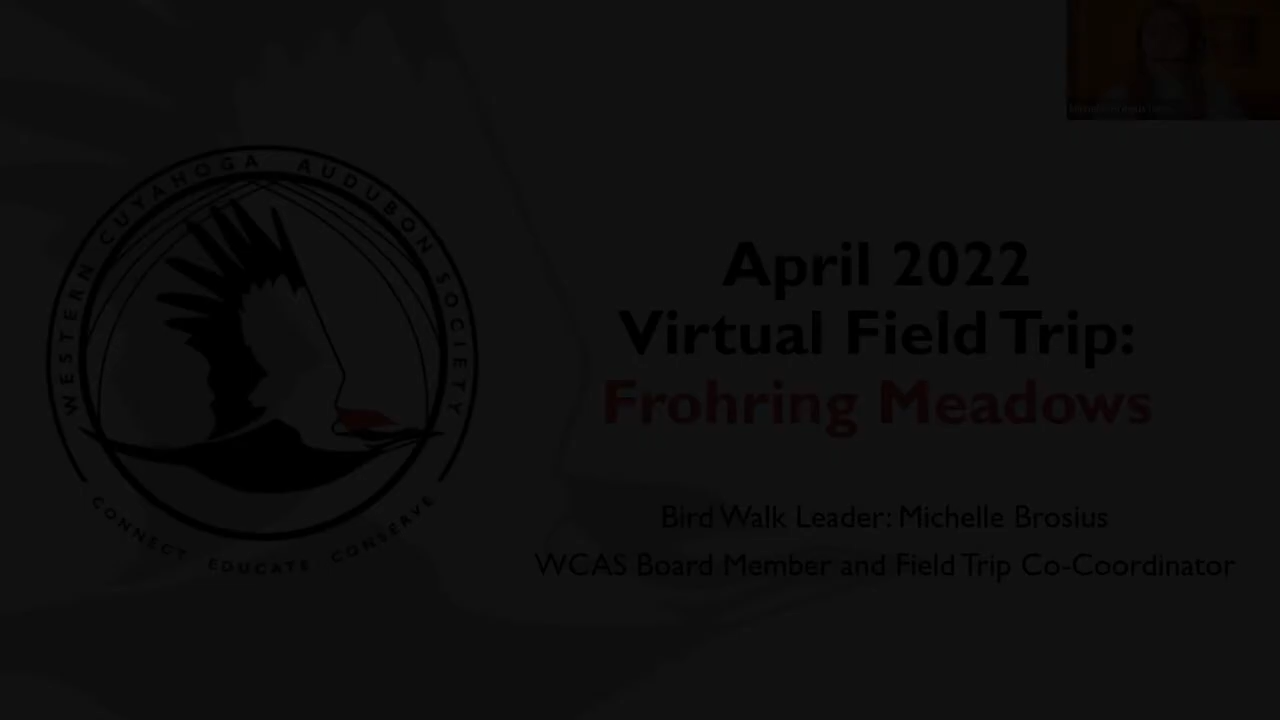 WESTERN CUYAHOGA AUDUBON SOCIETY
CONNECT EDUCATE CONSERVE
April 2022
Virtual Field Trip:
Frohring Meadows
Bird Walk Leader: Michelle Brosius
WCAS Board Member and Field Trip Co-Coordinator